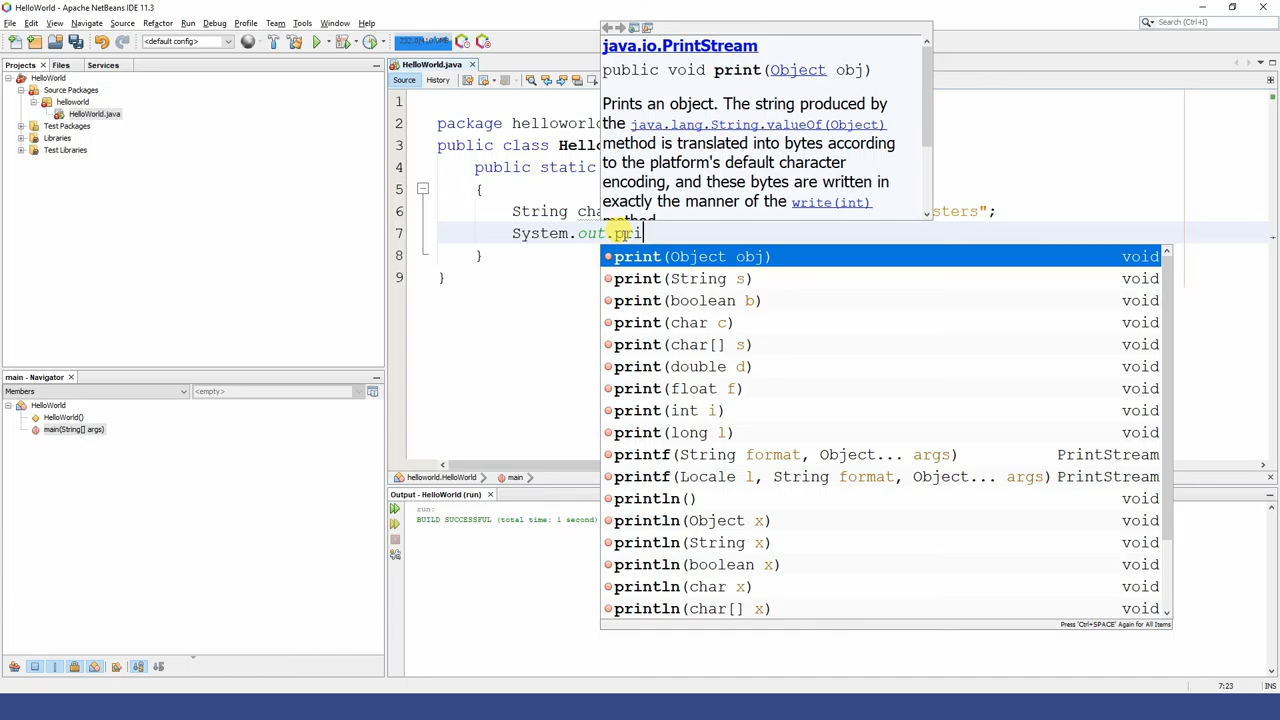 HelloWorld - Apache NetBeans IDE 11.3
File Edit View Navigate Source Refactor Run Debug Profile Team Tools Window Help
Search (Ctrl+I)
<default config>
Projects Files Services
HelloWorld
Source Packages
helloworld
HelloWorld.java
Test Packages
Libraries
Test Libraries
main - Navigator
Members
<empty>
HelloWorld
HelloWorld()
main(String[] args)
HelloWorld.java
Source History
1
2 package helloworld
3 public class Hello
4 public static
5 {
6 String cha sters";
7 System.out.pri
8 }
9 }
java.io.PrintStream
public void print(Object obj)
Prints an object. The string produced by
the java.lang.String.valueOf(Object)
method is translated into bytes according
to the platform's default character
encoding, and these bytes are written in
exactly the manner of the write(int)
method
print(Object obj) void
print(String s) void
print(boolean b) void
print(char c) void
print(char[] s) void
print(double d) void
print(float f) void
print(int i) void
print(long l) void
printf(String format, Object... args) PrintStream
printf(Locale l, String format, Object... args) PrintStream
println() void
println(Object x) void
println(String x) void
println(boolean x) void
println(char x) void
println(char[] x) void
Press 'Ctrl+SPACE' Again for All Items
helloworld.HelloWorld main
Output - HelloWorld (run)
run:
BUILD SUCCESSFUL (total time: 1 second)
7:23 INS